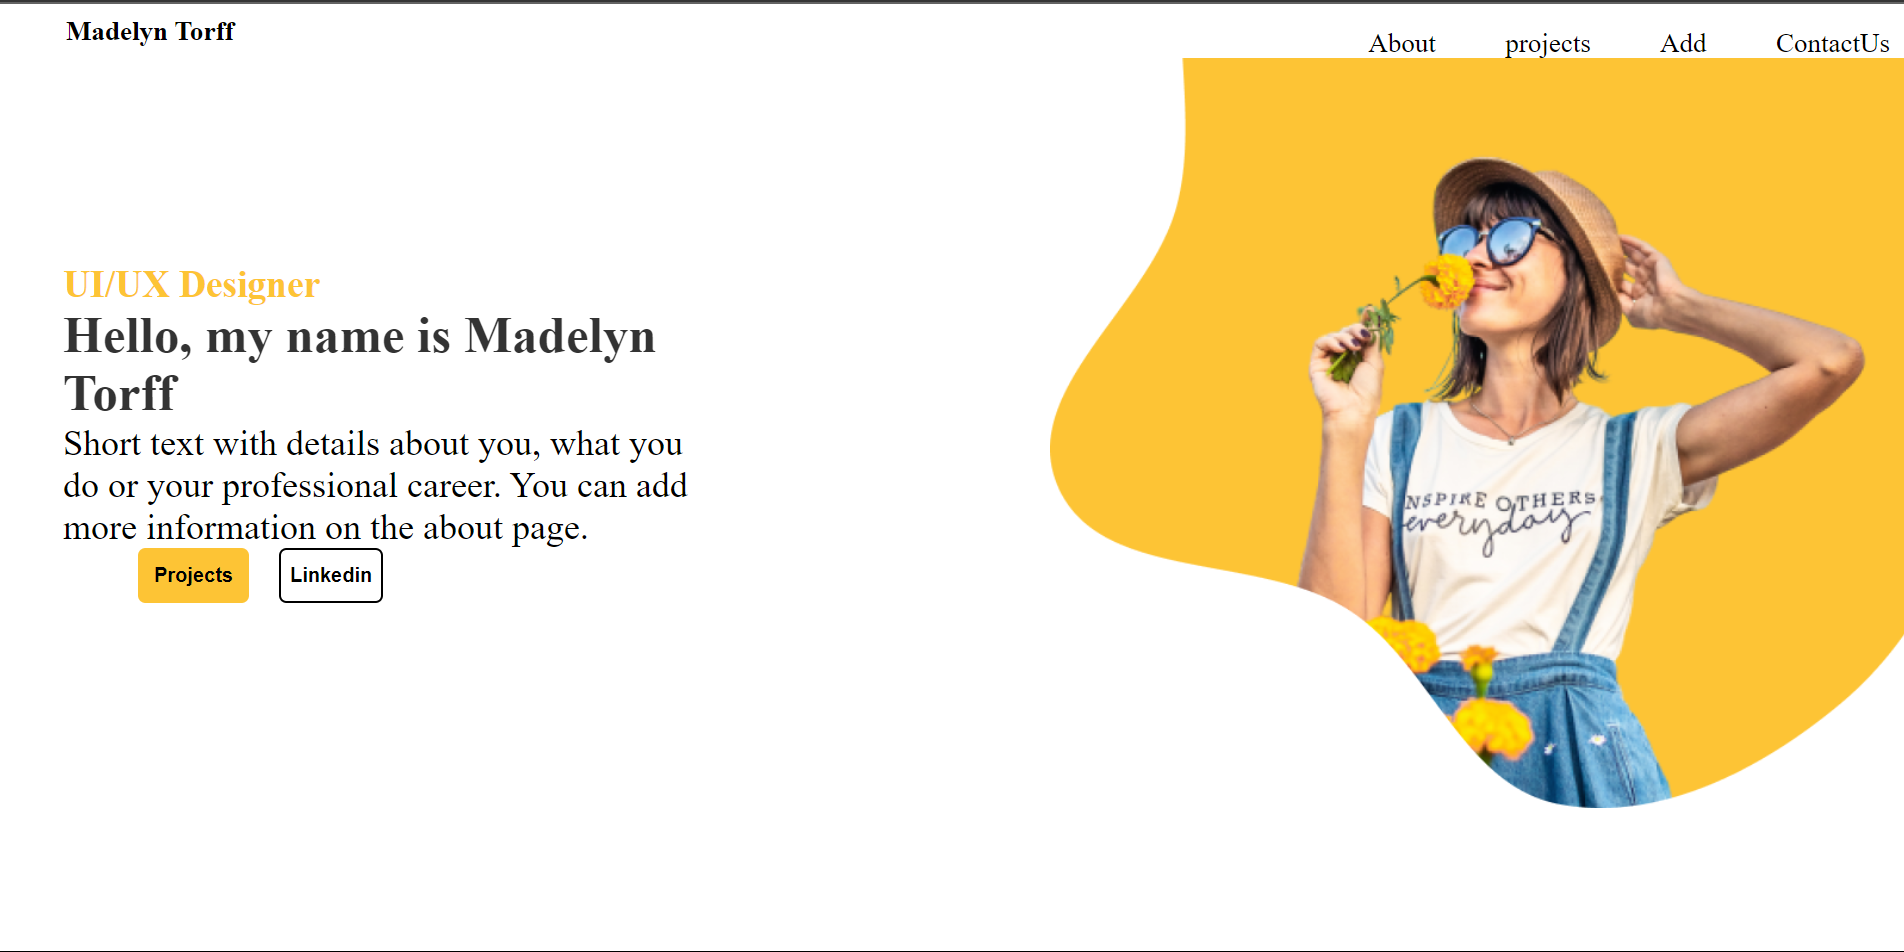 Madelyn Torff
About projects Add ContactUs
UI/UX Designer
Hello, my name is Madelyn
Torff
Short text with details about you, what you
do or your professional career. You can add
more information on the about page.
Projects Linkedin
NSPIRE OTHERS
everyday